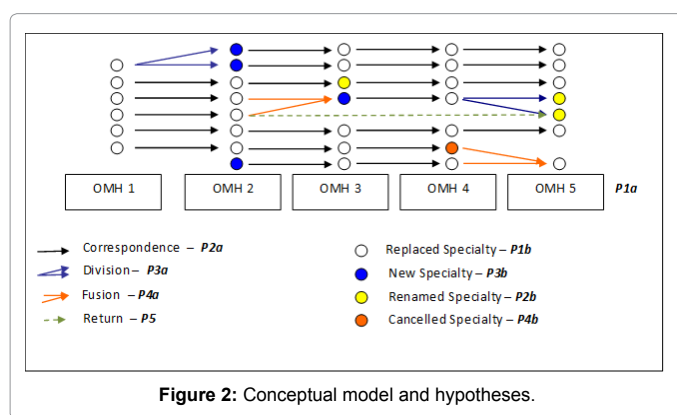 OMH 1 OMH 2 OMH 3 OMH 4 OMH 5 P1a
Correspondence – P2a
Division– P3a
Fusion – P4a
Return – P5
Replaced Specialty – P1b
New Specialty – P3b
Renamed Specialty – P2b
Cancelled Specialty – P4b
Figure 2: Conceptual model and hypotheses.